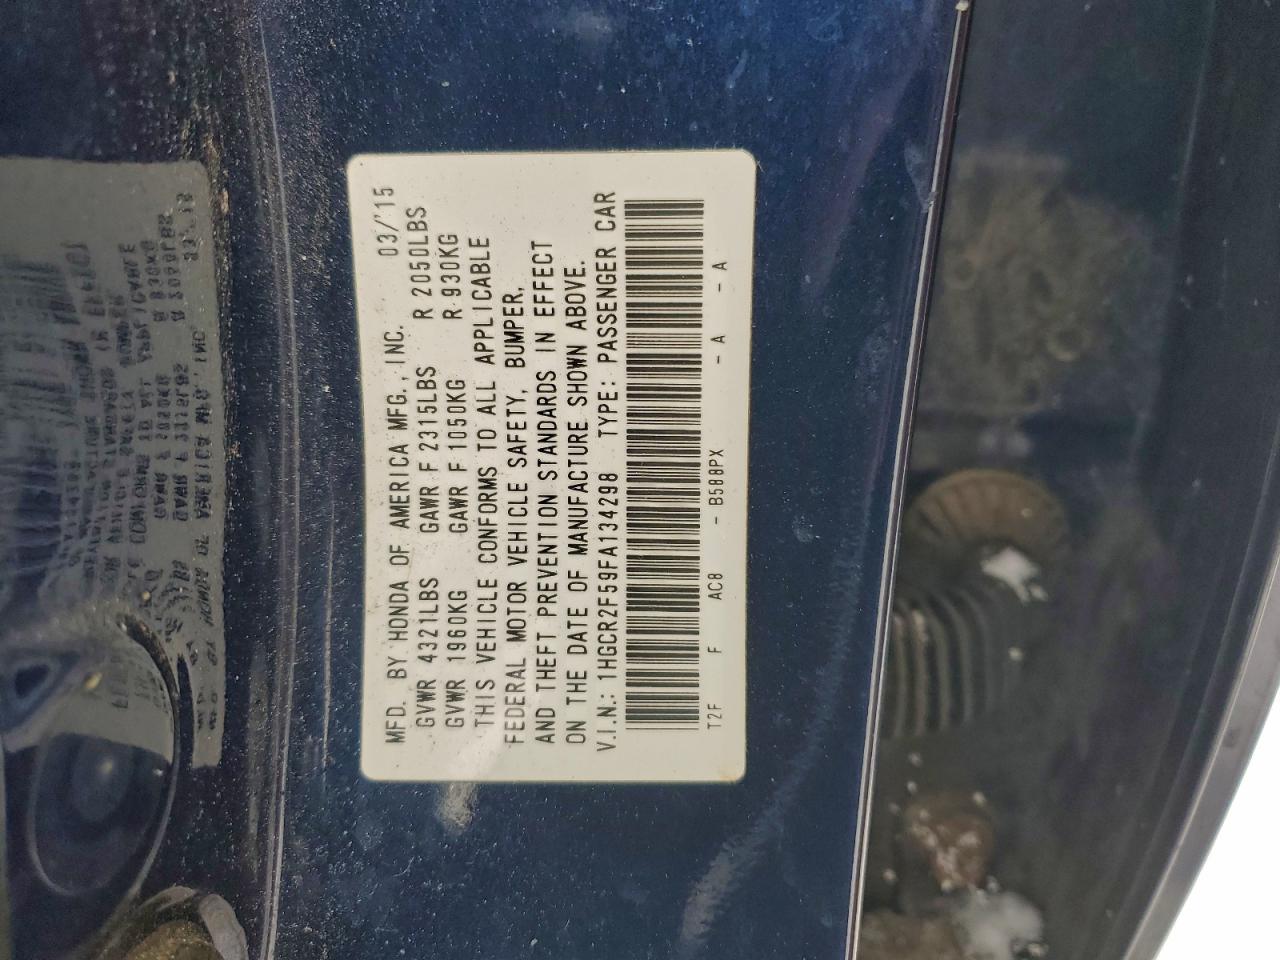 MFD. BY HONDA OF AMERICA MFG., INC. 03/'15
GVWR 4321LBS GAWR F 2315LBS R 2050LBS
GVWR 1960KG GAWR F 1050KG R 930KG
THIS VEHICLE CONFORMS TO ALL APPLICABLE
FEDERAL MOTOR VEHICLE SAFETY, BUMPER,
AND THEFT PREVENTION STANDARDS IN EFFECT
ON THE DATE OF MANUFACTURE SHOWN ABOVE.
V.I.N.: 1HGCR2F59FA134298 TYPE: PASSENGER CAR
T2F F AC8 - B588PX - A - A